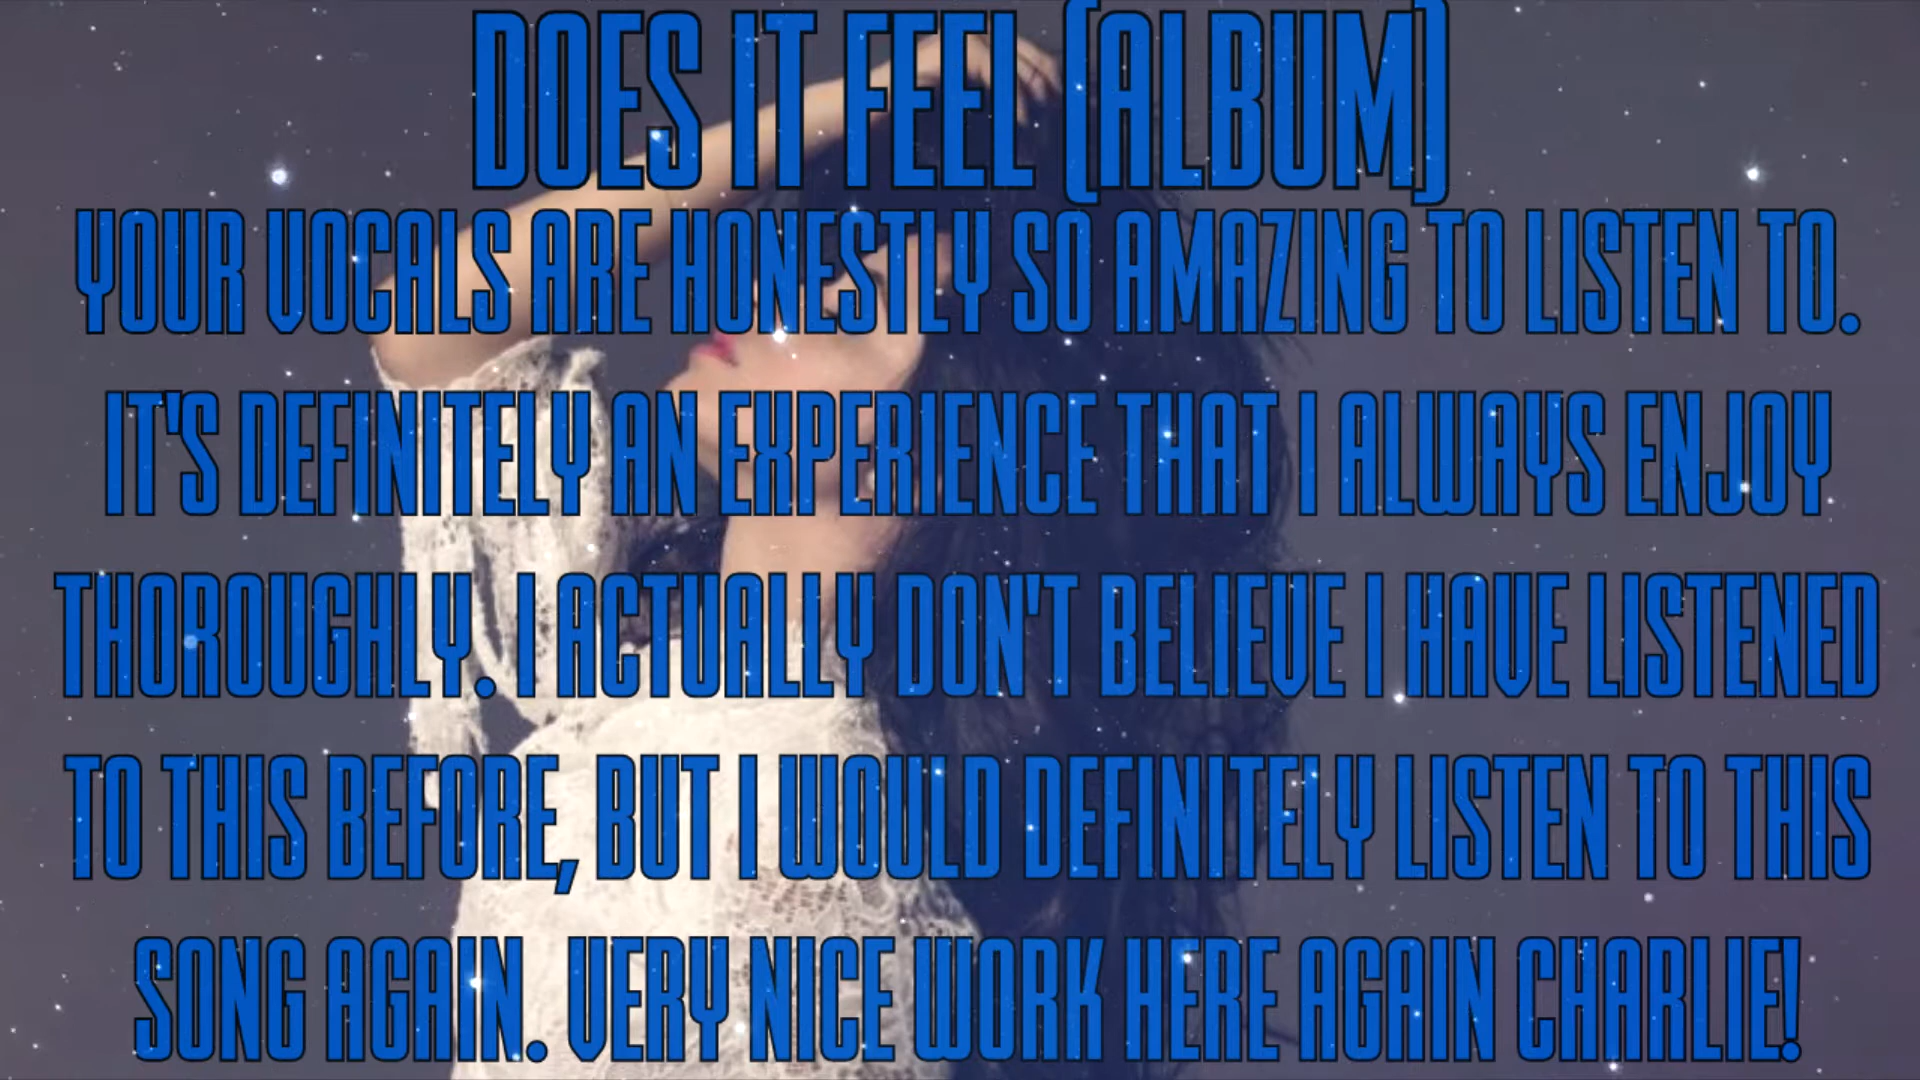 DOES IT FEEL (ALBUM)
YOUR VOCALS ARE HONESTLY SO AMAZING TO LISTEN TO.
IT'S DEFINITELY AN EXPERIENCE THAT I ALWAYS ENJOY
THOROUGHLY. I ACTUALLY DON'T BELIEVE I HAVE LISTENED
TO THIS BEFORE, BUT I WOULD DEFINITELY LISTEN TO THIS
SONG AGAIN. VERY NICE WORK HERE AGAIN CHARLIE!